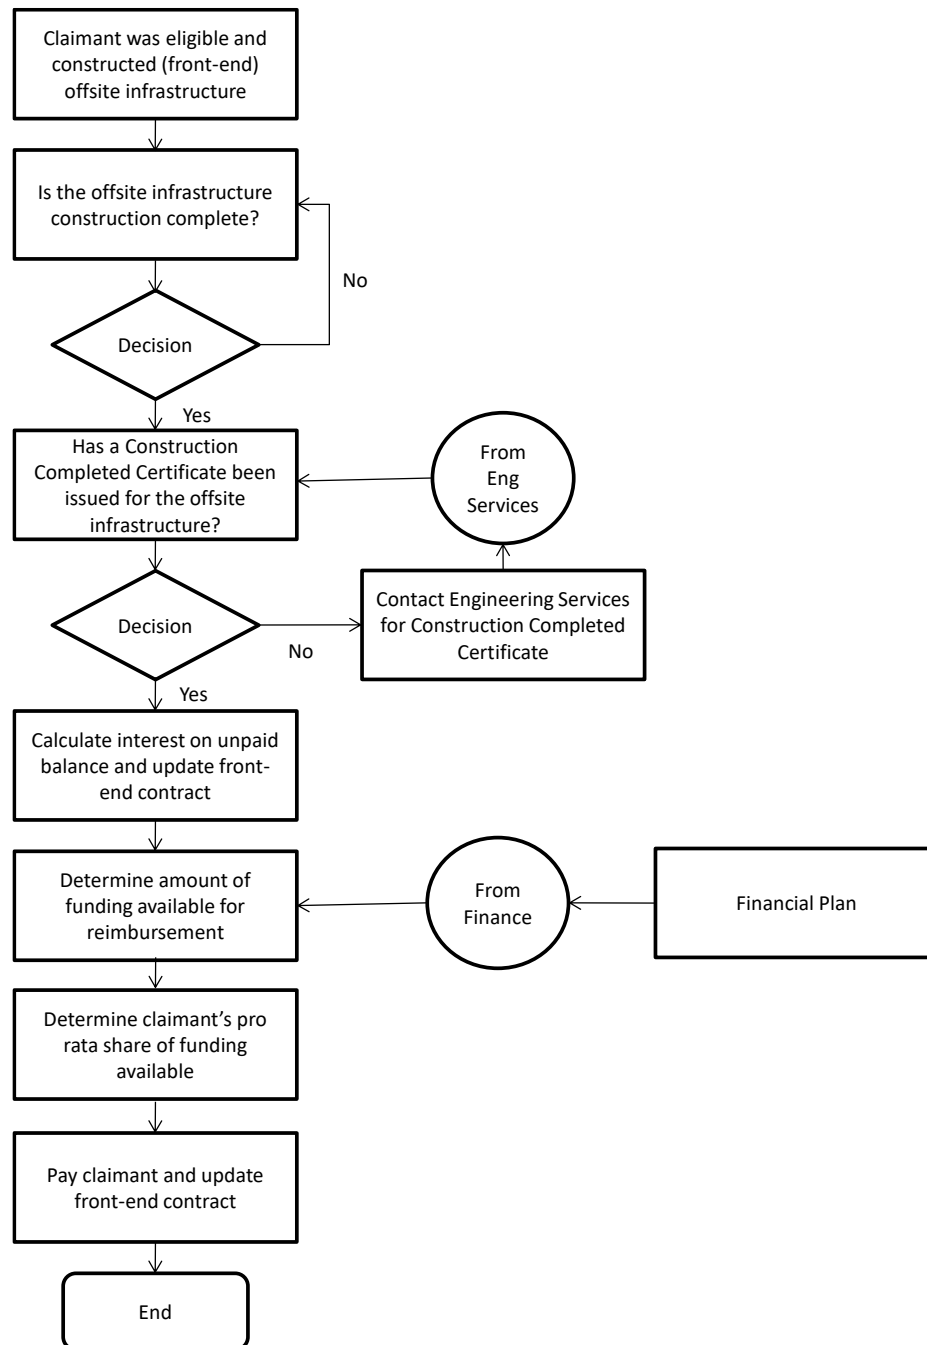 Claimant was eligible and
constructed (front-end)
offsite infrastructure
Is the offsite infrastructure
construction complete?
No
Decision
Yes
Has a Construction
Completed Certificate been
issued for the offsite
infrastructure?
From
Eng
Services
Decision
No
Contact Engineering Services
for Construction Completed
Certificate
Yes
Calculate interest on unpaid
balance and update front-
end contract
Determine amount of
funding available for
reimbursement
From
Finance
Financial Plan
Determine claimant’s pro
rata share of funding
available
Pay claimant and update
front-end contract
End